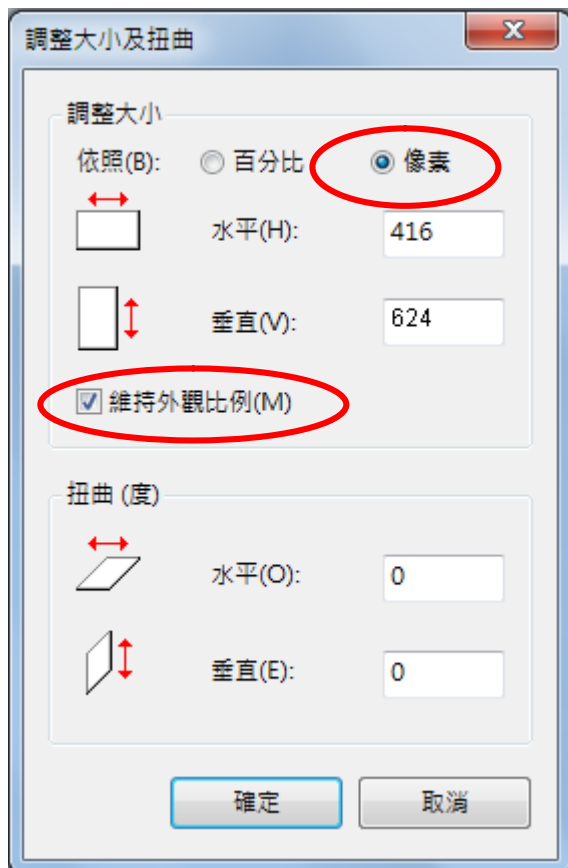 調整大小及扭曲
調整大小
依照(B): 百分比 像素
水平(H): 416
垂直(V): 624
維持外觀比例(M)
扭曲 (度)
水平(O): 0
垂直(E): 0
確定 取消